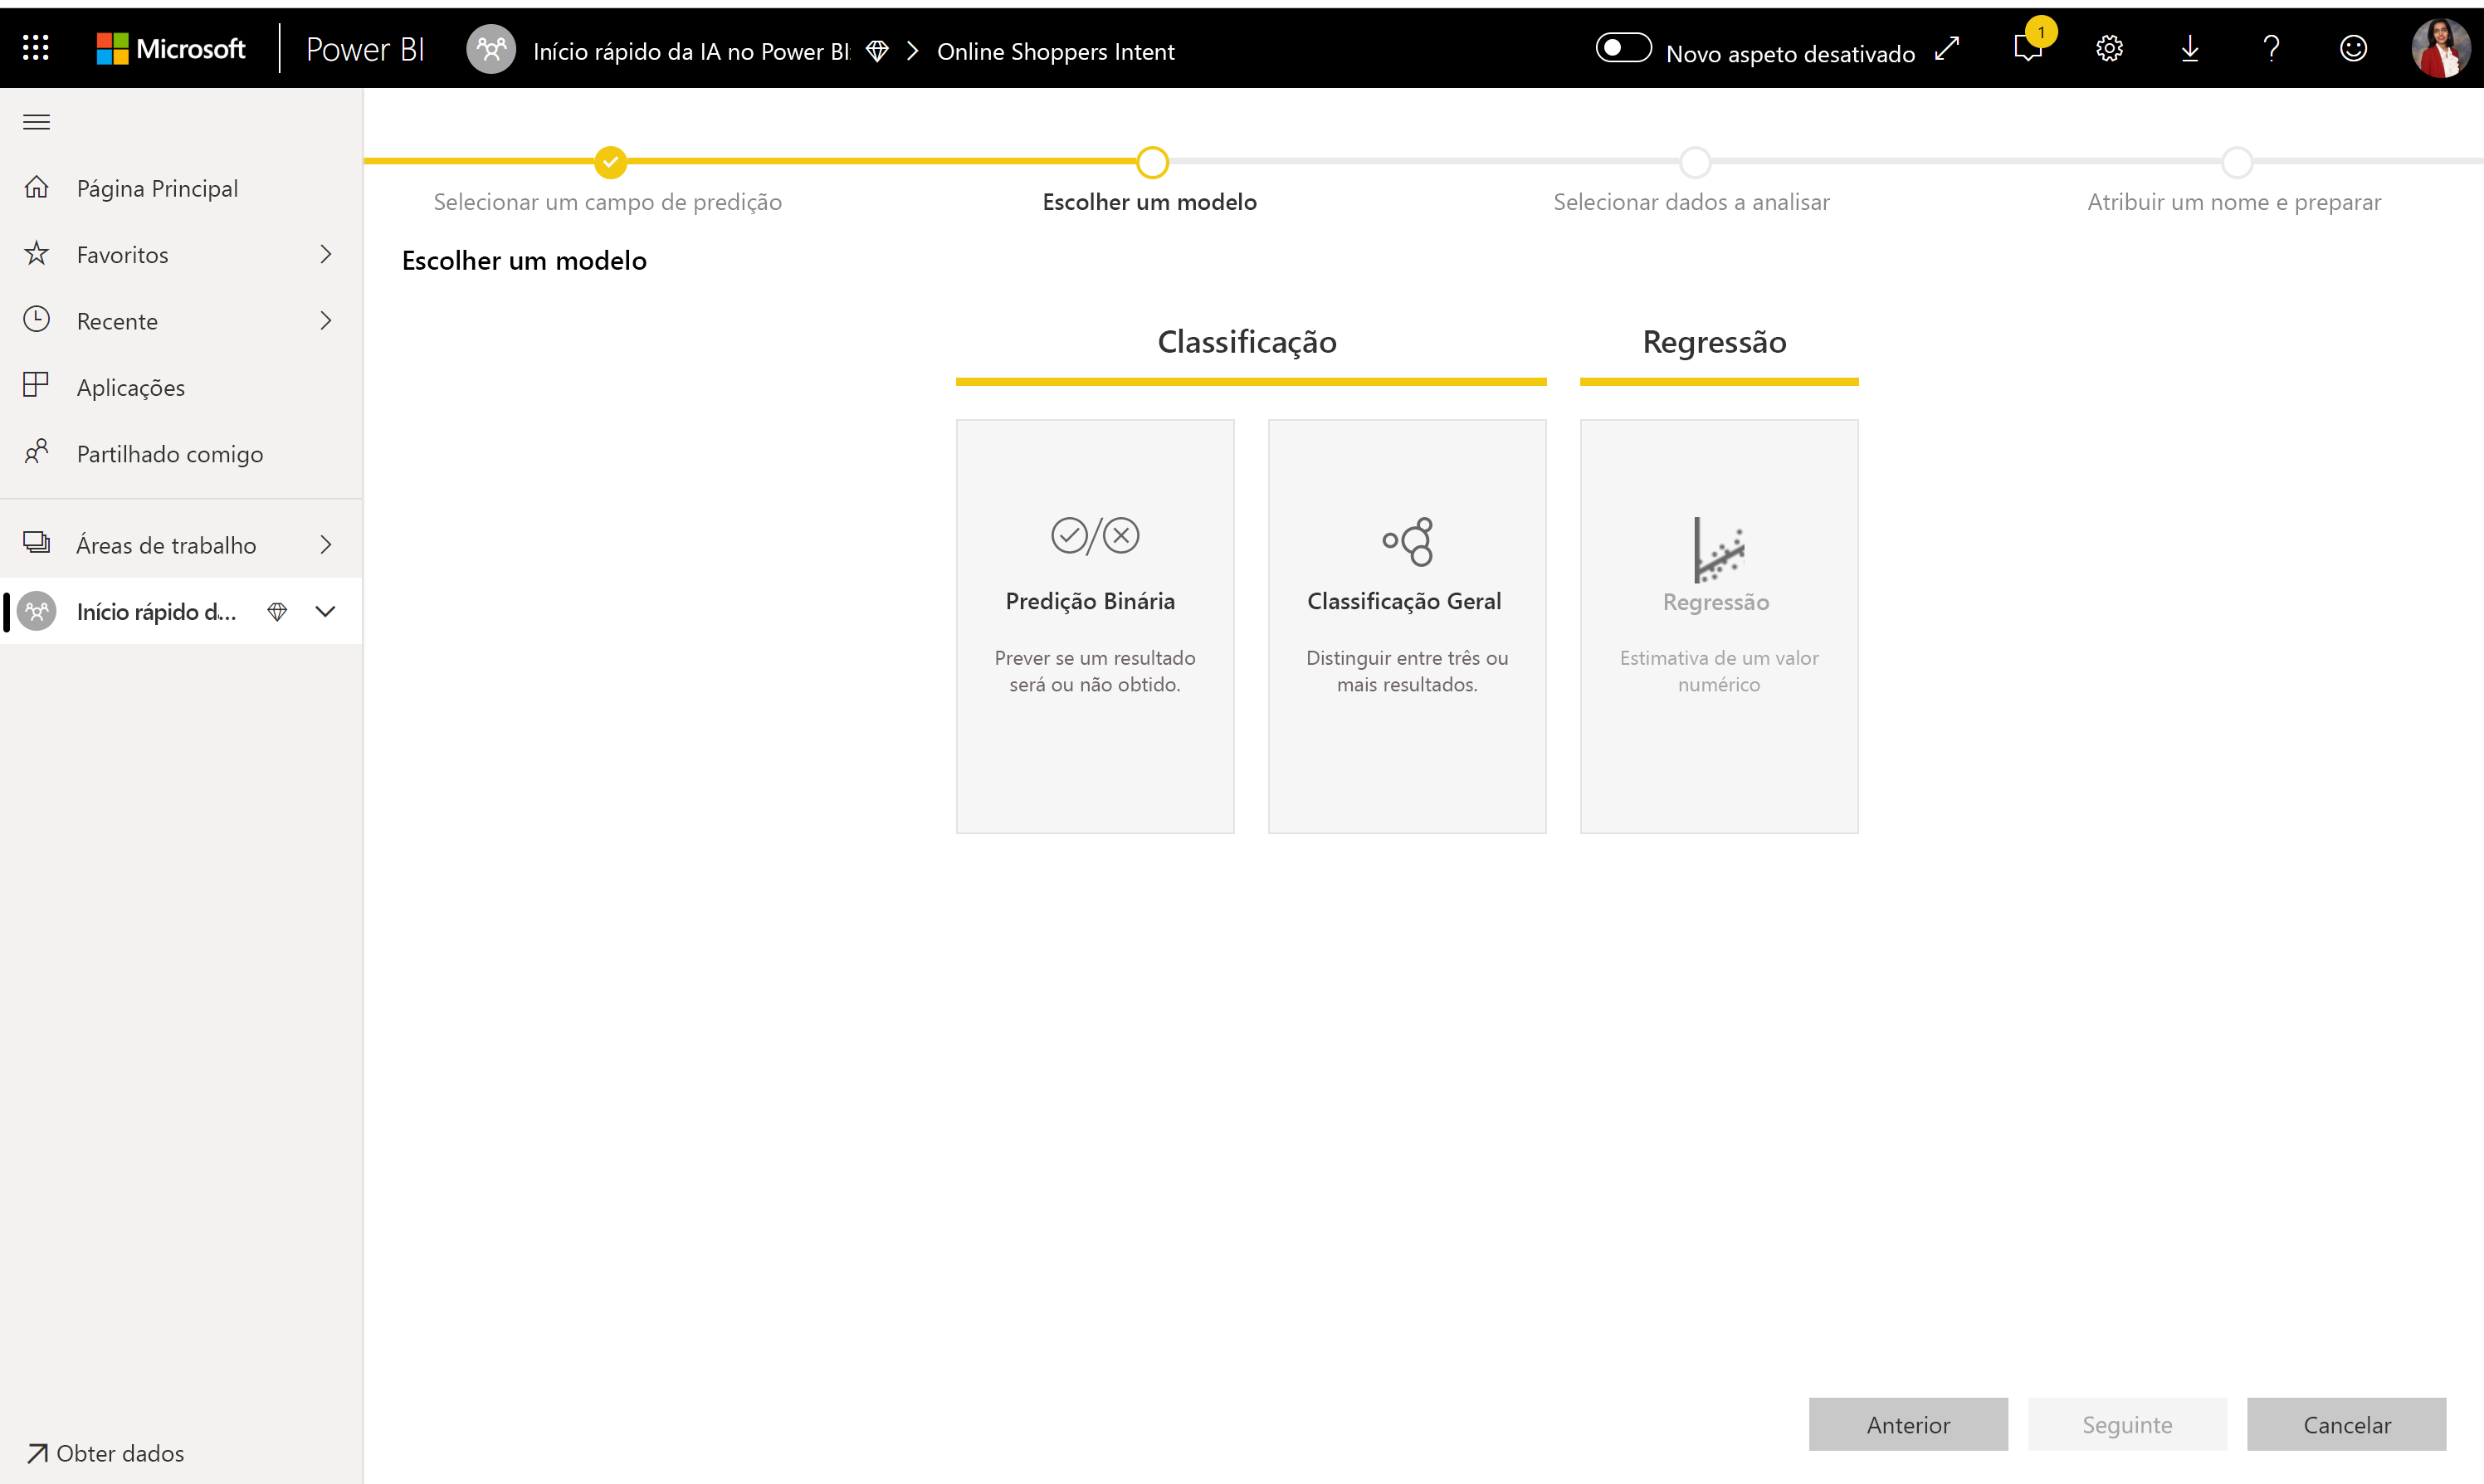 Microsoft
Power BI
Início rápido da IA no Power BI
Online Shoppers Intent
Novo aspeto desativado
1
Página Principal
Favoritos
Recente
Aplicações
Partilhado comigo
Áreas de trabalho
Início rápido d...
Obter dados
Selecionar um campo de predição
Escolher um modelo
Selecionar dados a analisar
Atribuir um nome e preparar
Escolher um modelo
Classificação
Regressão
Predição Binária
Prever se um resultado
será ou não obtido.
Classificação Geral
Distinguir entre três ou
mais resultados.
Regressão
Estimativa de um valor
numérico
Anterior
Seguinte
Cancelar